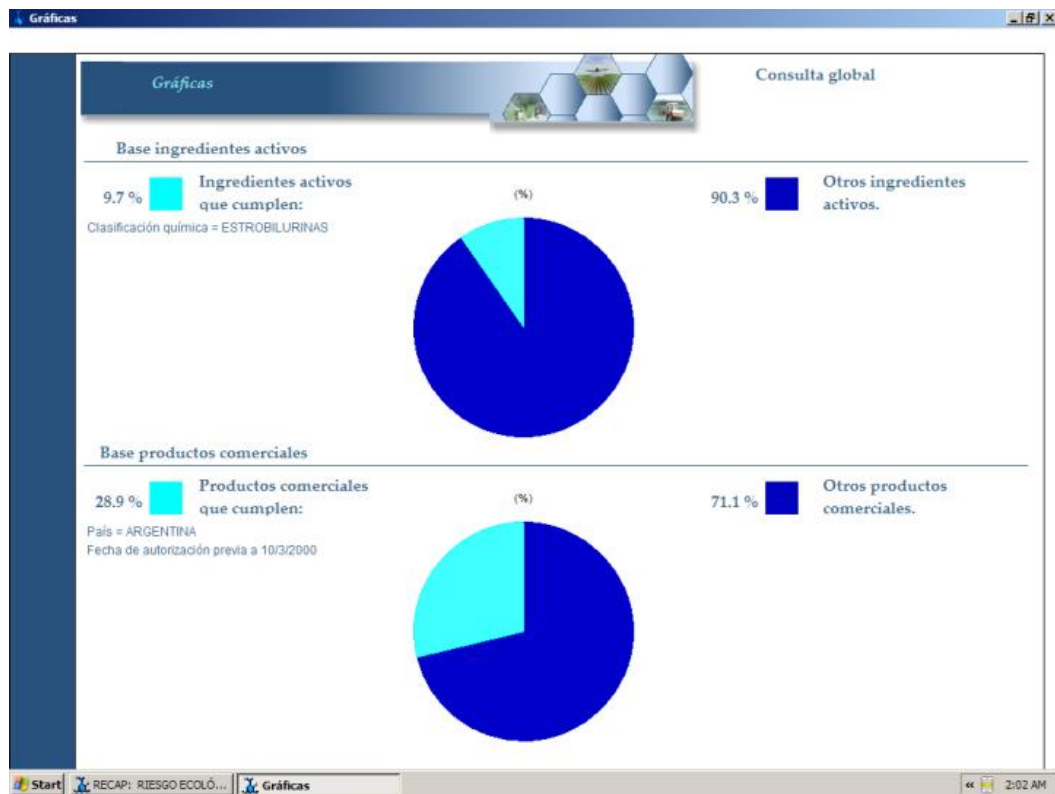 Gráficas
Gráficas
Consulta global
Base ingredientes activos
9.7 %
Ingredientes activos
que cumplen:
(%)
90.3 %
Otros ingredientes
activos.
Clasificación química = ESTROBILURINAS
Base productos comerciales
28.9 %
Productos comerciales
que cumplen:
(%)
71.1 %
Otros productos
comerciales.
País = ARGENTINA
Fecha de autorización previa a 10/3/2000
Start
RECAP: RIESGO ECOLÓ...
Gráficas
2:02 AM